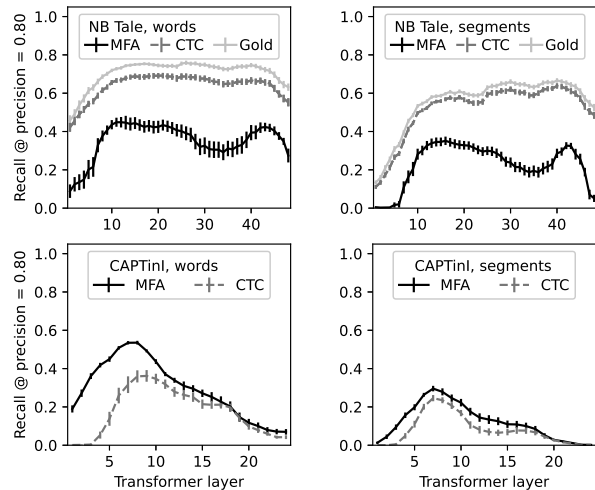 NB Tale, words
MFA CTC Gold
Recall @ precision = 0.80
1.0
0.8
0.6
0.4
0.2
0.0
10 20 30 40
NB Tale, segments
MFA CTC Gold
1.0
0.8
0.6
0.4
0.2
0.0
10 20 30 40
CAPTinI, words
MFA CTC
Recall @ precision = 0.80
1.0
0.8
0.6
0.4
0.2
0.0
5 10 15 20
Transformer layer
CAPTinI, segments
MFA CTC
1.0
0.8
0.6
0.4
0.2
0.0
5 10 15 20
Transformer layer